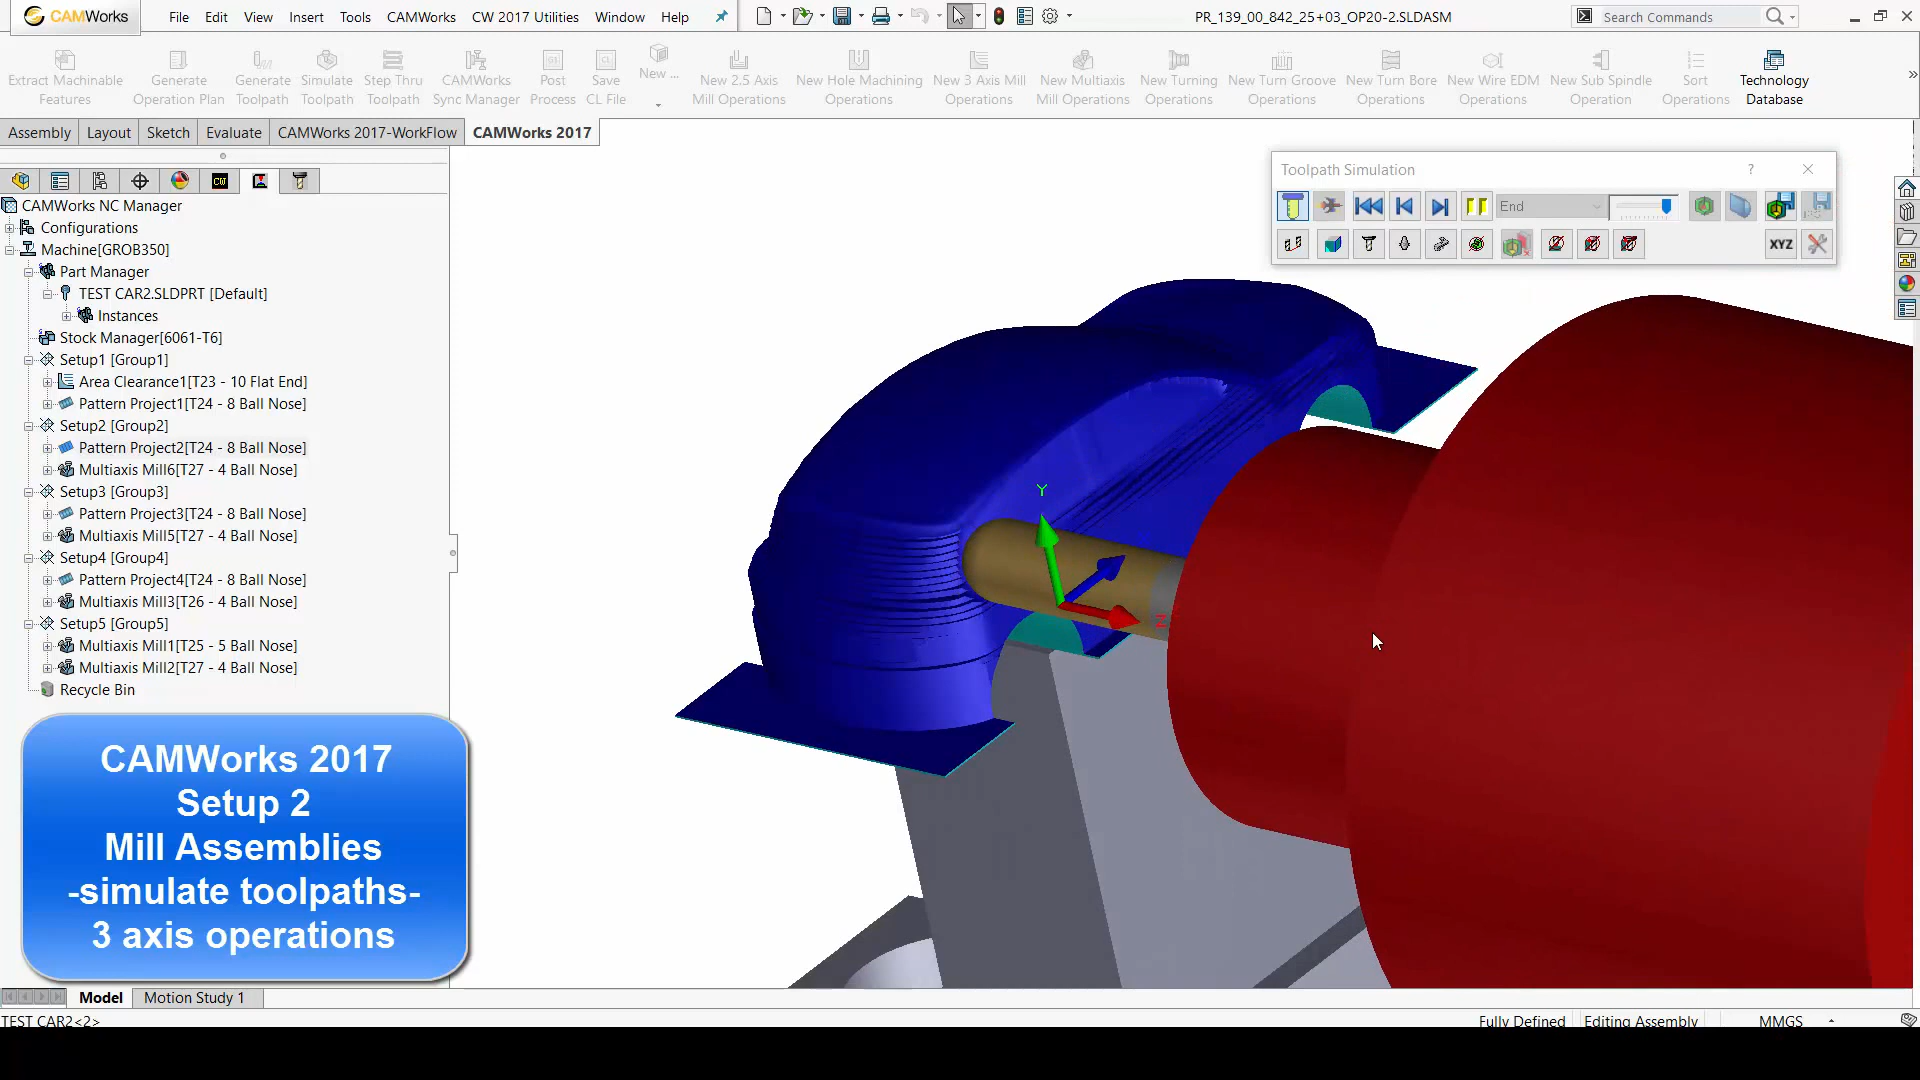 CAMWorks
File Edit View Insert Tools CAMWorks CW 2017 Utilities Window Help
PR_139_00_842_25+03_OP20-2.SLDASM
Search Commands
Extract Machinable Features
Generate Operation Plan
Generate Toolpath
Simulate Toolpath
Step Thru Toolpath
CAMWorks Sync Manager
Post Process
Save CL File
New ...
New 2.5 Axis Mill Operations
New Hole Machining Operations
New 3 Axis Mill Operations
New Multiaxis Mill Operations
New Turning Operations
New Turn Groove Operations
New Turn Bore Operations
New Wire EDM Operations
New Sub Spindle Operation
Sort Operations
Technology Database
Assembly Layout Sketch Evaluate CAMWorks 2017-WorkFlow CAMWorks 2017
CAMWorks NC Manager
Configurations
Machine[GROB350]
Part Manager
TEST CAR2.SLDPRT [Default]
Instances
Stock Manager[6061-T6]
Setup1 [Group1]
Area Clearance1[T23 - 10 Flat End]
Pattern Project1[T24 - 8 Ball Nose]
Setup2 [Group2]
Pattern Project2[T24 - 8 Ball Nose]
Multiaxis Mill6[T27 - 4 Ball Nose]
Setup3 [Group3]
Pattern Project3[T24 - 8 Ball Nose]
Multiaxis Mill5[T27 - 4 Ball Nose]
Setup4 [Group4]
Pattern Project4[T24 - 8 Ball Nose]
Multiaxis Mill3[T26 - 4 Ball Nose]
Setup5 [Group5]
Multiaxis Mill1[T25 - 5 Ball Nose]
Multiaxis Mill2[T27 - 4 Ball Nose]
Recycle Bin
Toolpath Simulation ?
End
XYZ
Y
CAMWorks 2017
Setup 2
Mill Assemblies
-simulate toolpaths-
3 axis operations
Model Motion Study 1
TEST CAR2<2>
Fully Defined Editing Assembly MMGS